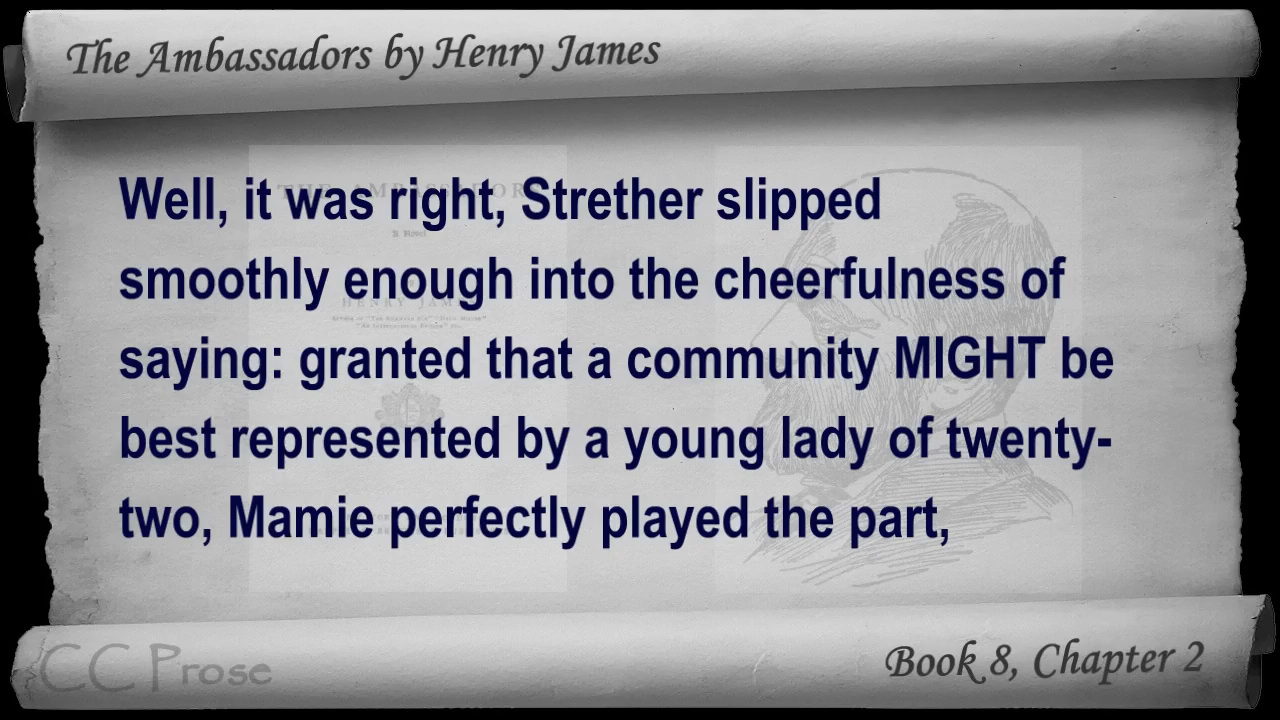 The Ambassadors by Henry James
Well, it was right, Strether slipped
smoothly enough into the cheerfulness of
saying: granted that a community MIGHT be
best represented by a young lady of twenty-
two, Mamie perfectly played the part,
CC Prose
Book 8, Chapter 2